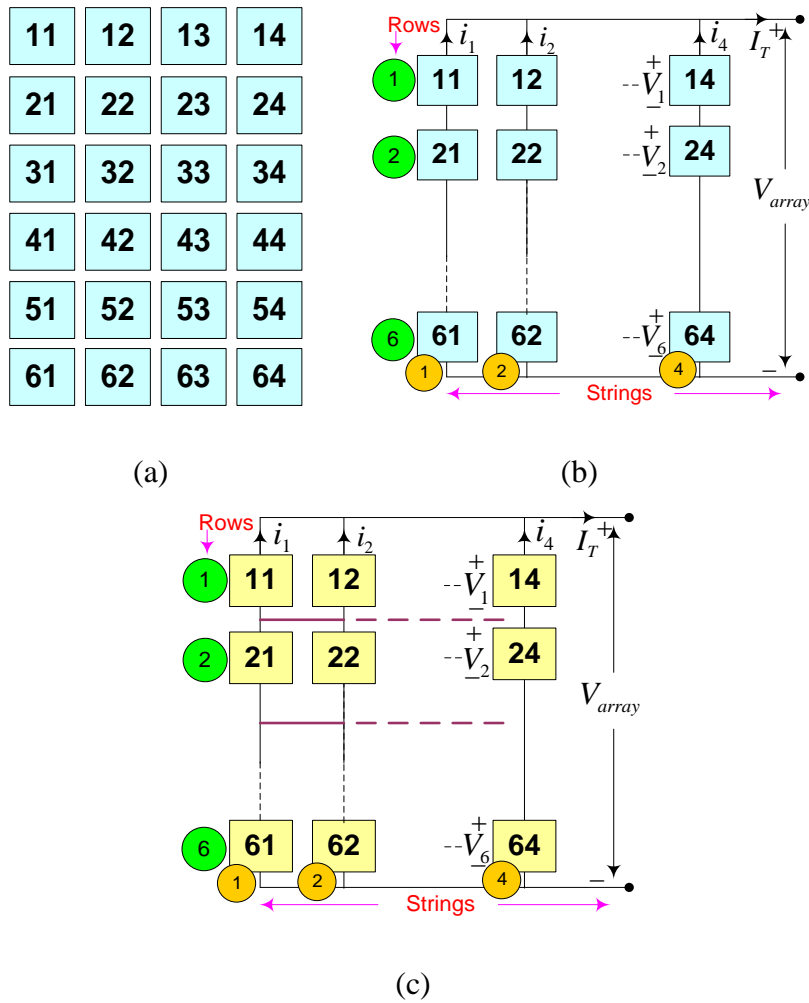 11 12 13 14
21 22 23 24
31 32 33 34
41 42 43 44
51 52 53 54
61 62 63 64
(a)
Rows i1 i2 i4 IT +
1 11 12 --V1 + − 14
2 21 22 --V2 + − 24
Varray
6 61 62 --V6 + − 64
1 2 4 −
Strings
(b)
Rows i1 i2 i4 IT +
1 11 12 --V1 + − 14
2 21 22 --V2 + − 24
Varray
6 61 62 --V6 + − 64
1 2 4 −
Strings
(c)